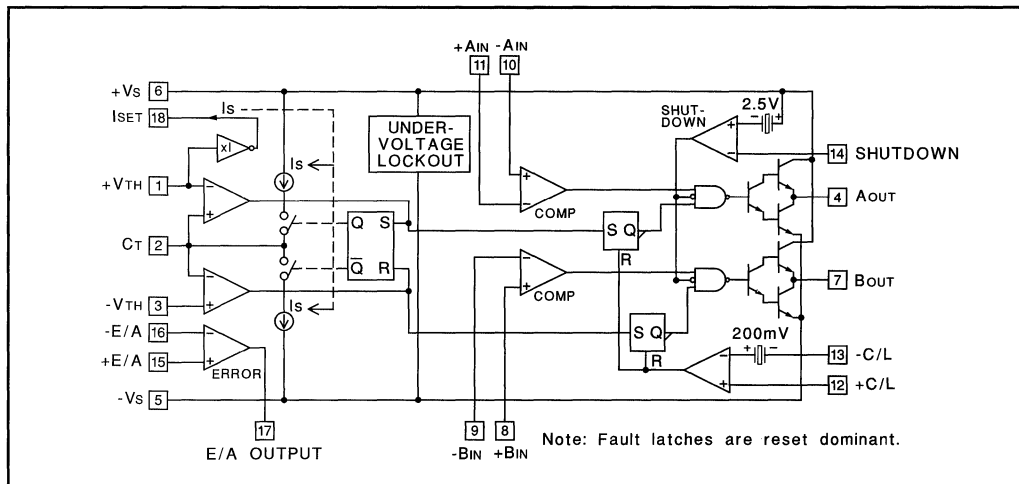 +AIN -AIN
11 10
+VS 6
ISET 18
IS
UNDER-
VOLTAGE
LOCKOUT
SHUT-
DOWN
2.5V
- +
+
-
14 SHUTDOWN
x1
IS
+VTH 1
-
+
+
-
COMP
4 AOUT
CT 2
Q S
Q R
S Q
R
-
+
COMP
7 BOUT
-VTH 3
-
+
IS
-E/A 16
+E/A 15
-
+
ERROR
S Q
R
200mV
+ -
-
+
13 -C/L
12 +C/L
-VS 5
17
E/A OUTPUT
9 8
-BIN +BIN
Note: Fault latches are reset dominant.